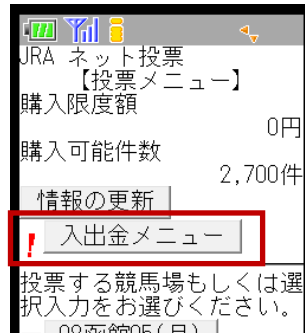 JRA ネット投票
【投票メニュー】
購入限度額
0円
購入可能件数
2,700件
情報の更新
! 入出金メニュー
投票する競馬場もしくは選
択入力をお選びください。